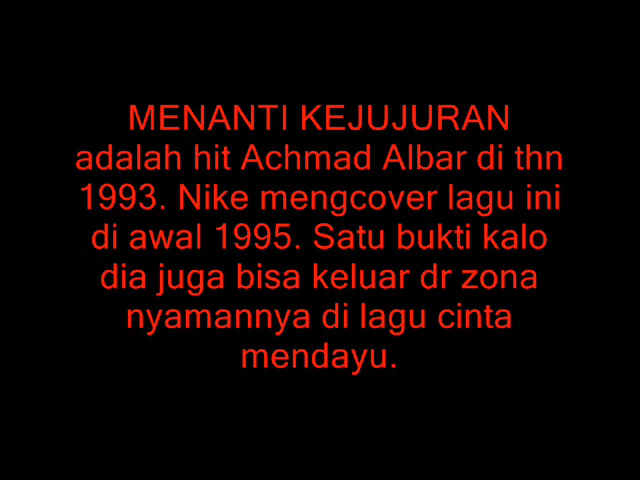 MENANTI KEJUJURAN
adalah hit Achmad Albar di thn
1993. Nike mengcover lagu ini
di awal 1995. Satu bukti kalo
dia juga bisa keluar dr zona
nyamannya di lagu cinta
mendayu.